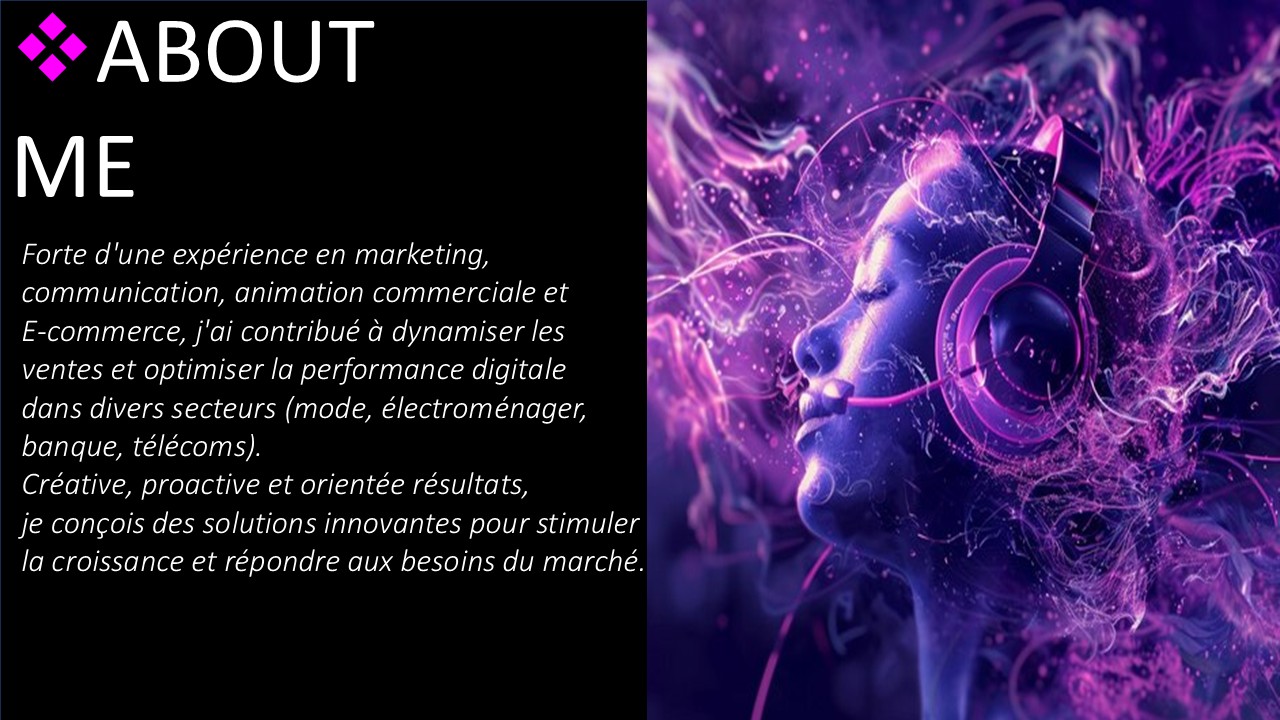 ABOUT
ME
Forte d'une expérience en marketing,
communication, animation commerciale et
E-commerce, j'ai contribué à dynamiser les
ventes et optimiser la performance digitale
dans divers secteurs (mode, électroménager,
banque, télécoms).
Créative, proactive et orientée résultats,
je conçois des solutions innovantes pour stimuler
la croissance et répondre aux besoins du marché.